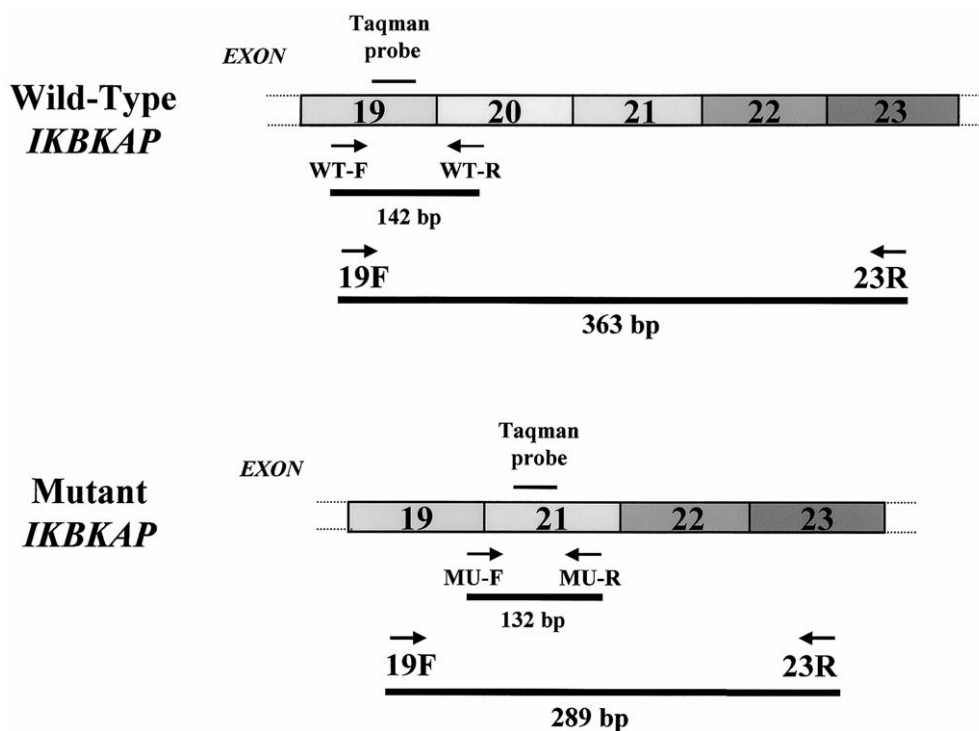 Taqman
probe
EXON
Wild-Type
IKBKAP
19 20 21 22 23
WT-F WT-R
142 bp
19F 23R
363 bp
Taqman
probe
EXON
Mutant
IKBKAP
19 21 22 23
MU-F MU-R
132 bp
19F 23R
289 bp